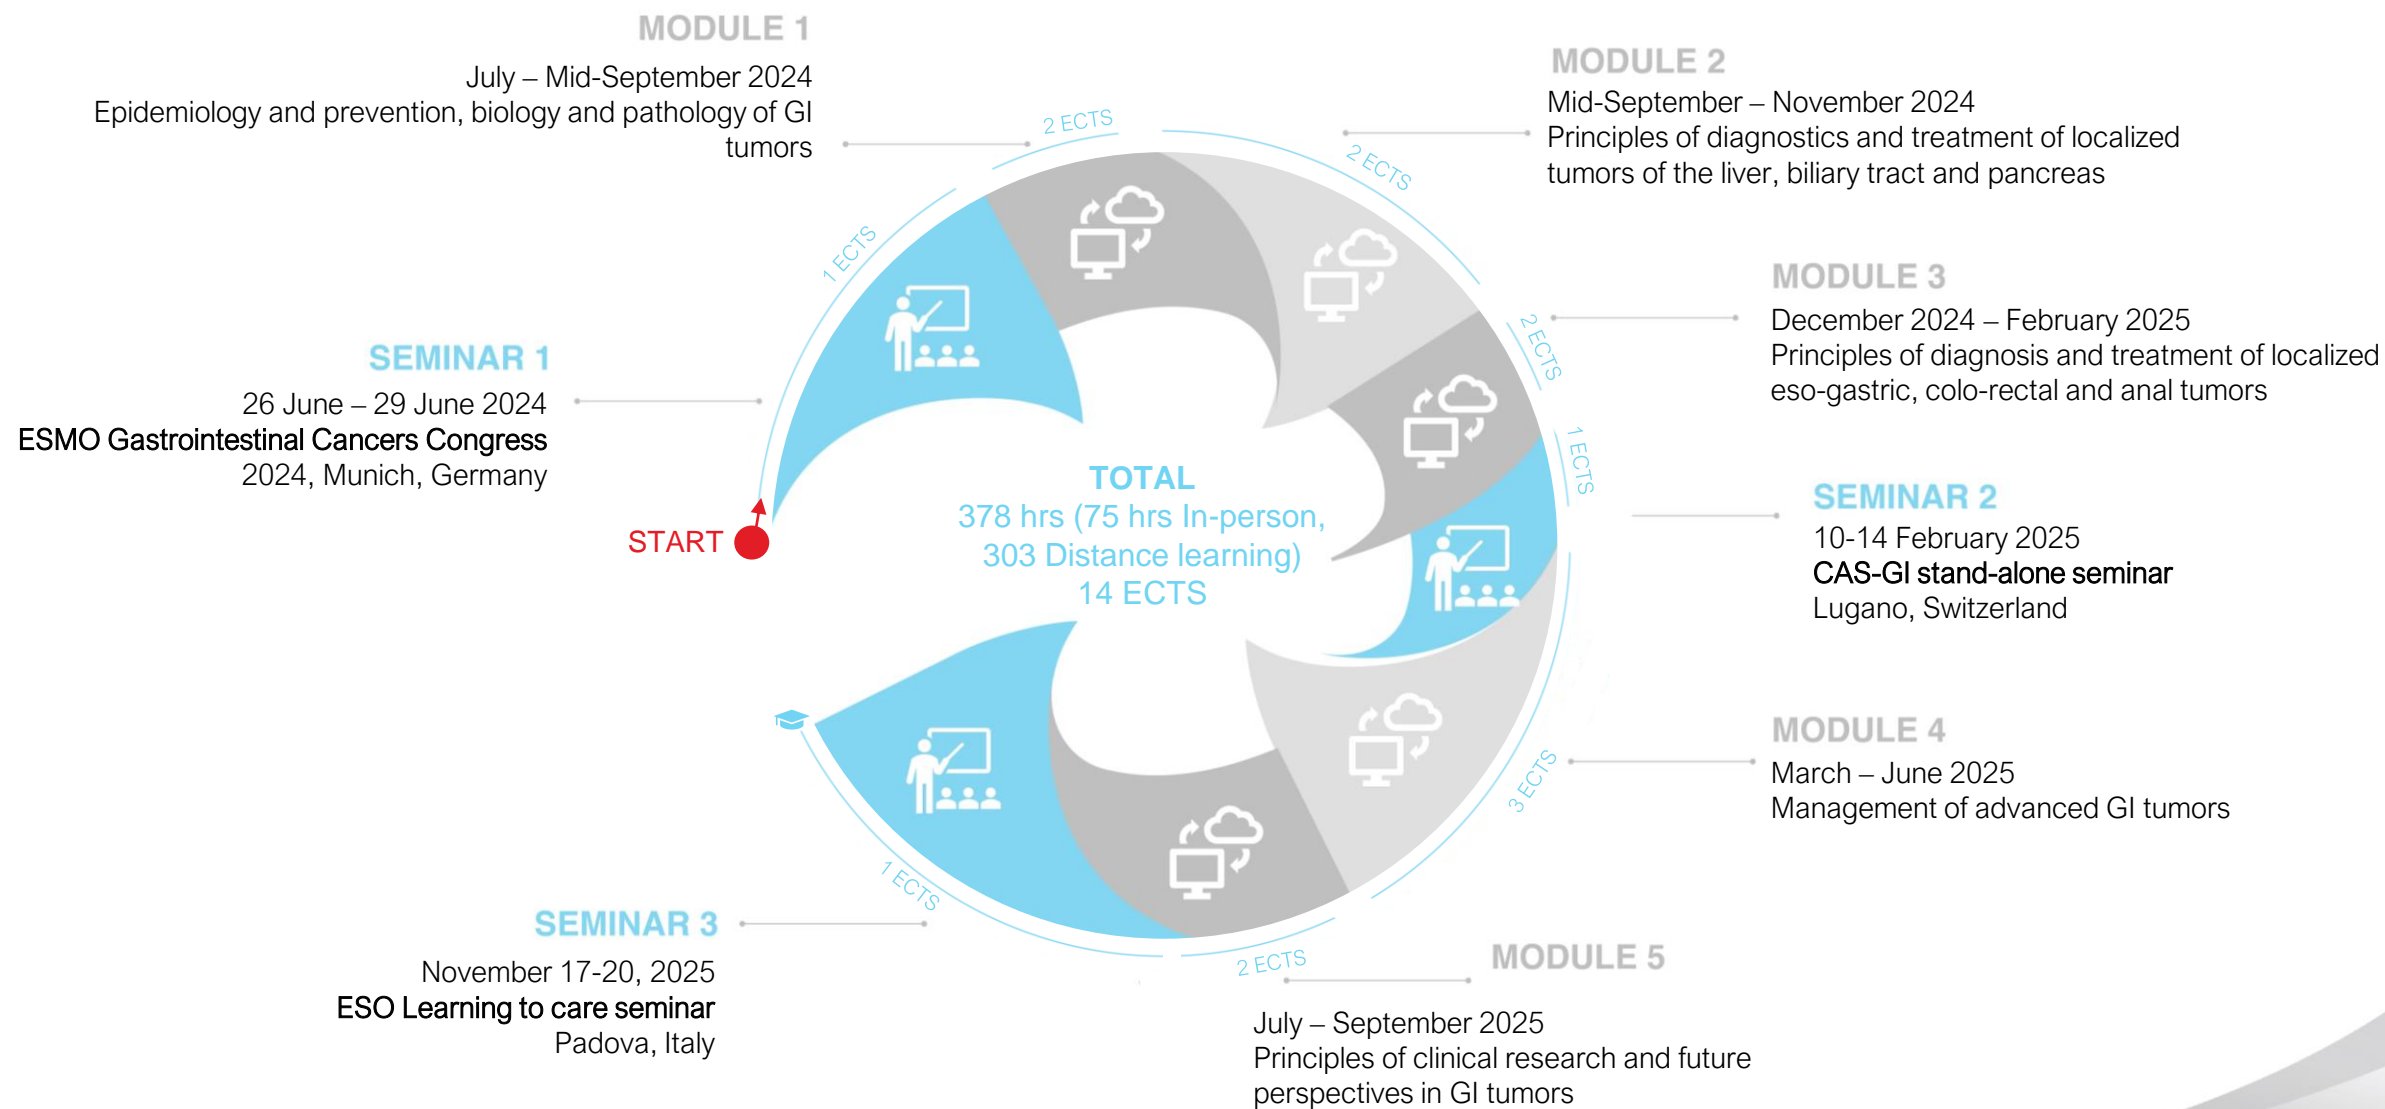 MODULE 1
July – Mid-September 2024
Epidemiology and prevention, biology and pathology of GI
tumors
2 ECTS
MODULE 2
Mid-September – November 2024
Principles of diagnostics and treatment of localized
tumors of the liver, biliary tract and pancreas
2 ECTS
MODULE 3
December 2024 – February 2025
Principles of diagnosis and treatment of localized
eso-gastric, colo-rectal and anal tumors
2 ECTS
SEMINAR 1
26 June – 29 June 2024
ESMO Gastrointestinal Cancers Congress
2024, Munich, Germany
1 ECTS
START
TOTAL
378 hrs (75 hrs In-person,
303 Distance learning)
14 ECTS
1 ECTS
SEMINAR 2
10-14 February 2025
CAS-GI stand-alone seminar
Lugano, Switzerland
MODULE 4
March – June 2025
Management of advanced GI tumors
3 ECTS
SEMINAR 3
November 17-20, 2025
ESO Learning to care seminar
Padova, Italy
1 ECTS
2 ECTS
MODULE 5
July – September 2025
Principles of clinical research and future
perspectives in GI tumors